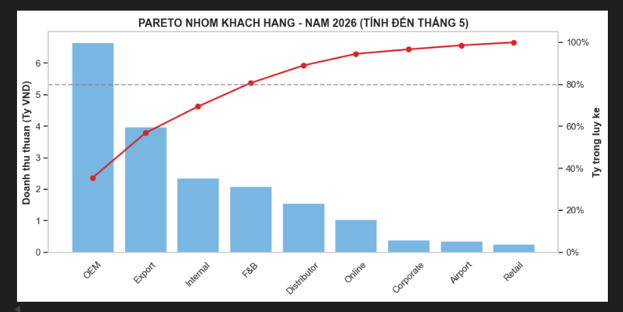 PARETO NHOM KHACH HANG - NAM 2026 (TÍNH ĐẾN THÁNG 5)
Doanh thu thuan (Ty VND)
6
5
4
3
2
1
0
100%
80%
60%
40%
20%
0%
Ty trong luy ke
OEM
Export
Internal
F&B
Distributor
Online
Corporate
Airport
Retail